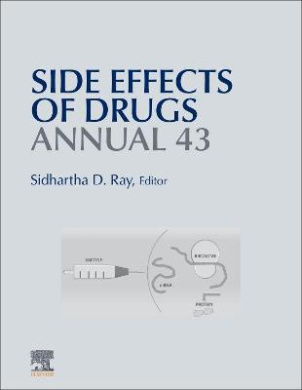 SIDE EFFECTS
OF DRUGS
ANNUAL 43
Sidhartha D. Ray, Editor
ELSEVIER